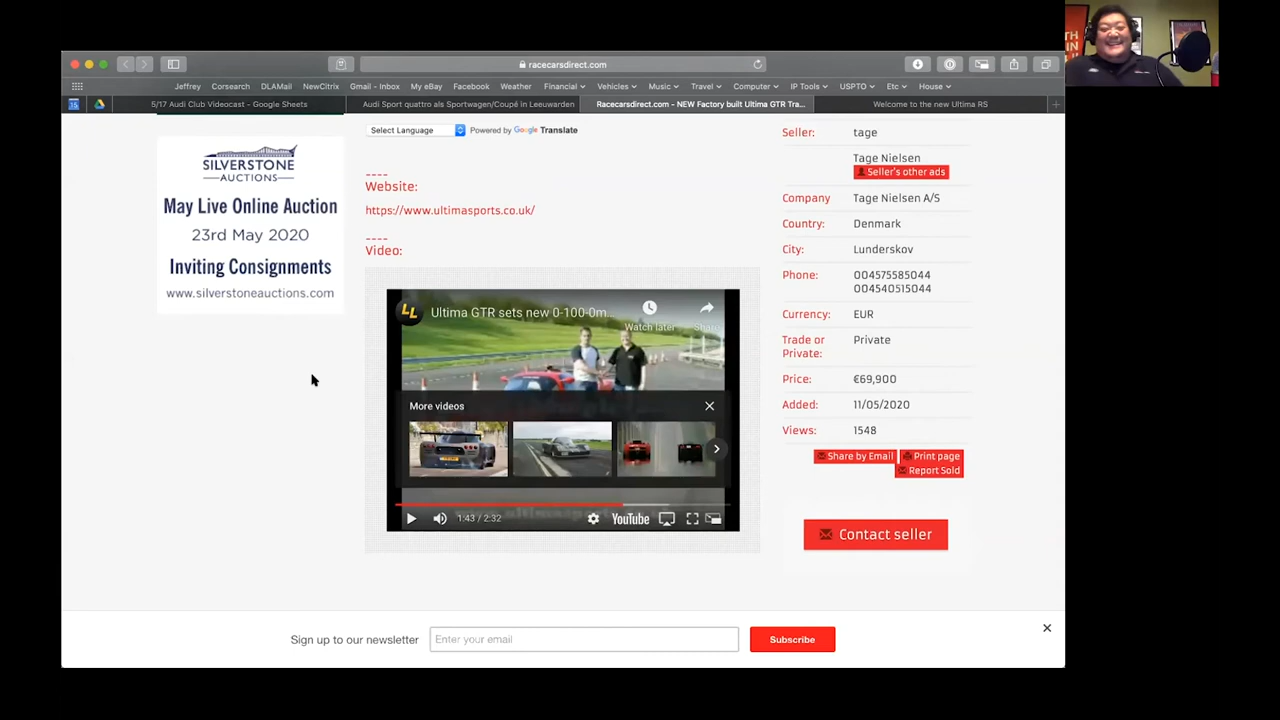 racecarsdirect.com
Jeffrey Corsearch DLAMail NewCitrix Gmail - Inbox My eBay Facebook Weather Financial Vehicles Music Travel Computer IP Tools USPTO Etc House
5/17 Audi Club Videocast - Google Sheets
Audi Sport quattro als Sportwagen/Coupé in Leeuwarden
Racecarsdirect.com - NEW Factory built Ultima GTR Tra...
Welcome to the new Ultima RS
SILVERSTONE
AUCTIONS
May Live Online Auction
23rd May 2020
Inviting Consignments
www.silverstoneauctions.com
Select Language
Powered by Google Translate
----
Website:
https://www.ultimasports.co.uk/
----
Video:
LL
Ultima GTR sets new 0-100-0m...
Watch later
More videos
1:43 / 2:32
YouTube
Seller: tage
Tage Nielsen
Seller's other ads
Company Tage Nielsen A/S
Country: Denmark
City: Lunderskov
Phone: 004575585044
004540515044
Currency: EUR
Trade or
Private: Private
Price: €69,900
Added: 11/05/2020
Views: 1548
Share by Email
Print page
Report Sold
Contact seller
Sign up to our newsletter
Enter your email
Subscribe